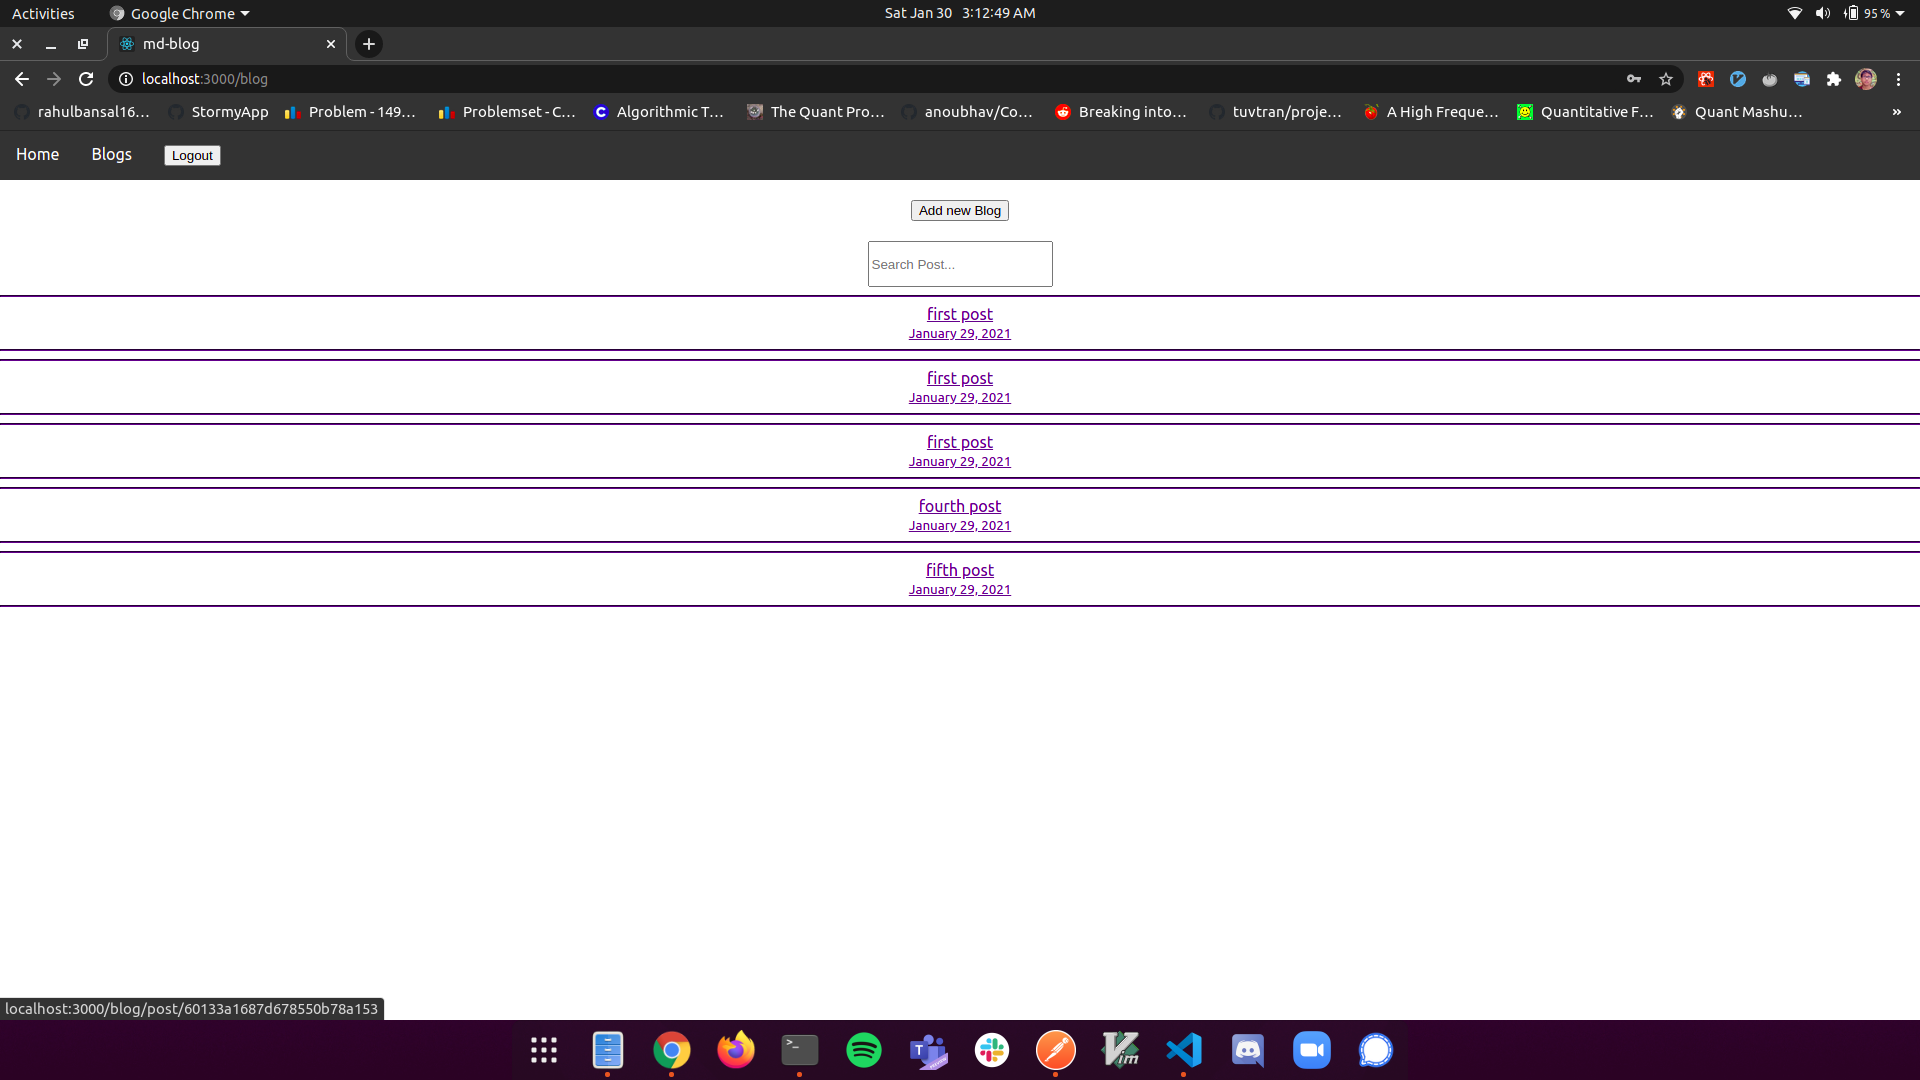 Activities Google Chrome Sat Jan 30 3:12:49 AM 95 %
md-blog
localhost:3000/blog
rahulbansal16... StormyApp Problem - 149... Problemset - C... Algorithmic T... The Quant Pro... anoubhav/Co... Breaking into... tuvtran/proje... A High Freque... Quantitative F... Quant Mashu... »
Home Blogs Logout
Add new Blog
Search Post...
first post
January 29, 2021
first post
January 29, 2021
first post
January 29, 2021
fourth post
January 29, 2021
fifth post
January 29, 2021
localhost:3000/blog/post/60133a1687d678550b78a153